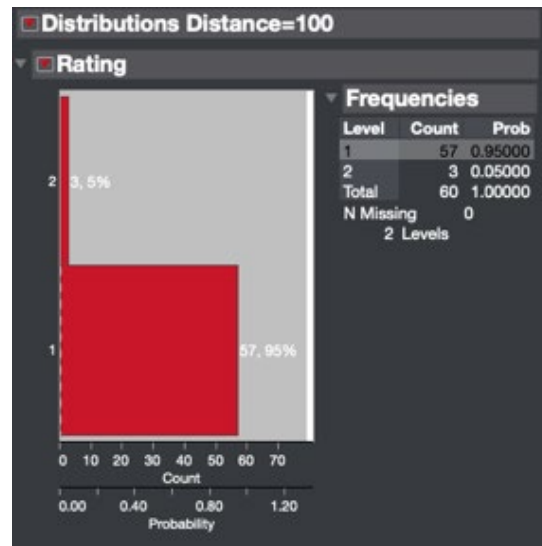 Distributions Distance=100
Rating
2
3, 5%
1
57, 95%
0 10 20 30 40 50 60 70
Count
0.00 0.40 0.80 1.20
Probability
Frequencies
Level Count Prob
1 57 0.95000
2 3 0.05000
Total 60 1.00000
N Missing 0
2 Levels